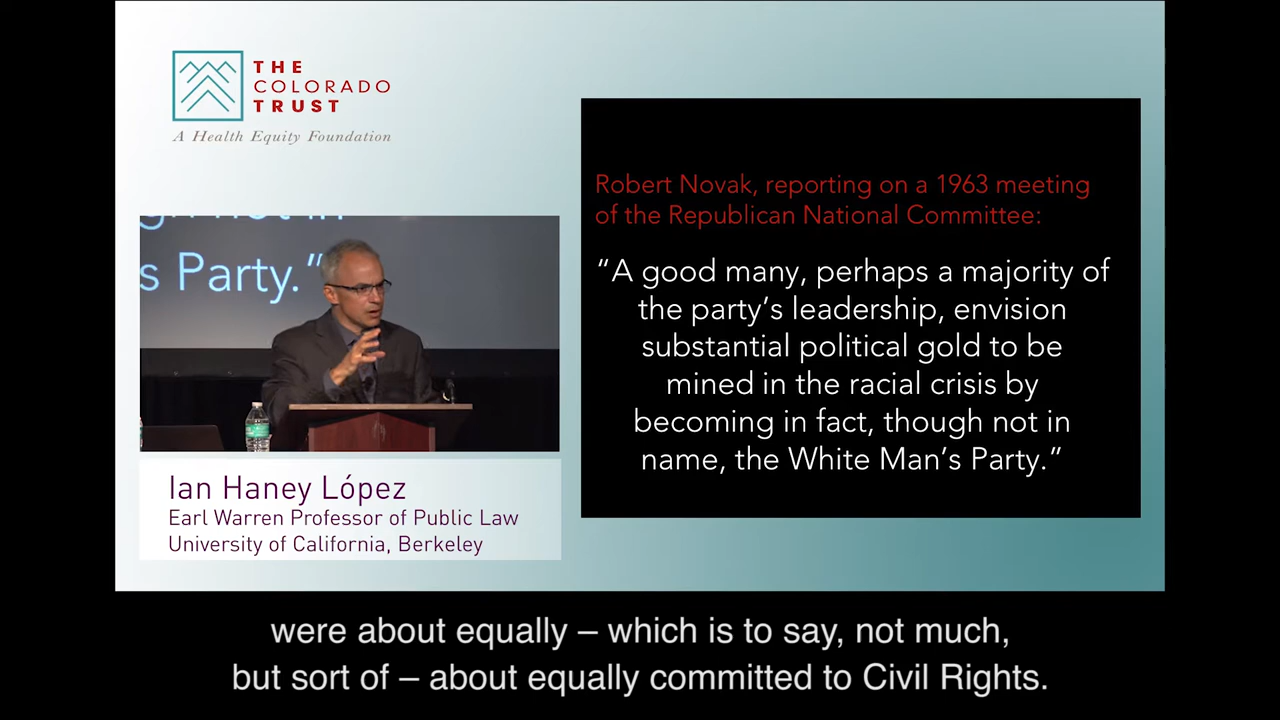 THE
COLORADO
TRUST
A Health Equity Foundation
Robert Novak, reporting on a 1963 meeting
of the Republican National Committee:
“A good many, perhaps a majority of
the party’s leadership, envision
substantial political gold to be
mined in the racial crisis by
becoming in fact, though not in
name, the White Man’s Party.”
s Party.”
Ian Haney López
Earl Warren Professor of Public Law
University of California, Berkeley
were about equally – which is to say, not much,
but sort of – about equally committed to Civil Rights.